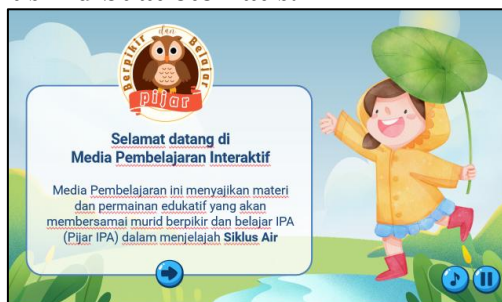 Berpikir dan Belajar
pijar
Selamat datang di
Media Pembelajaran Interaktif
Media Pembelajaran ini menyajikan materi
dan permainan edukatif yang akan
membersamai murid berpikir dan belajar IPA
(Pijar IPA) dalam menjelajah Siklus Air